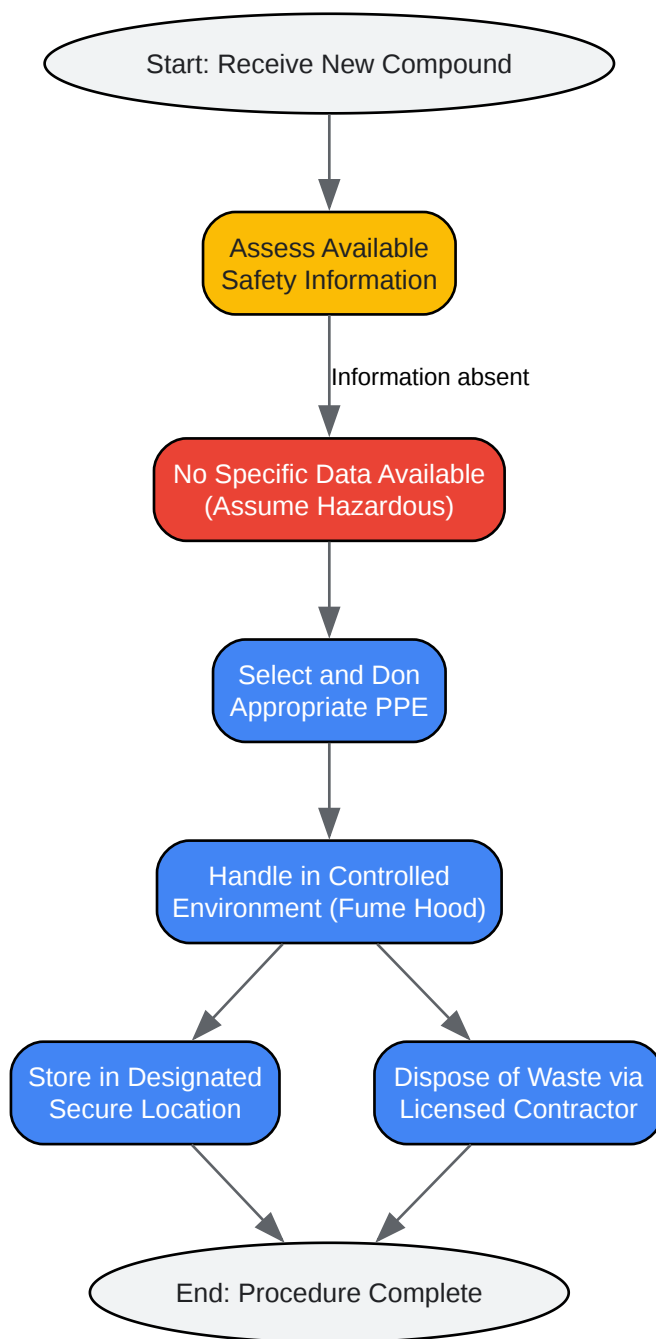 Start: Receive New Compound
Assess Available
Safety Information
Information absent
No Specific Data Available
(Assume Hazardous)
Select and Don
Appropriate PPE
Handle in Controlled
Environment (Fume Hood)
Store in Designated
Secure Location
Dispose of Waste via
Licensed Contractor
End: Procedure Complete